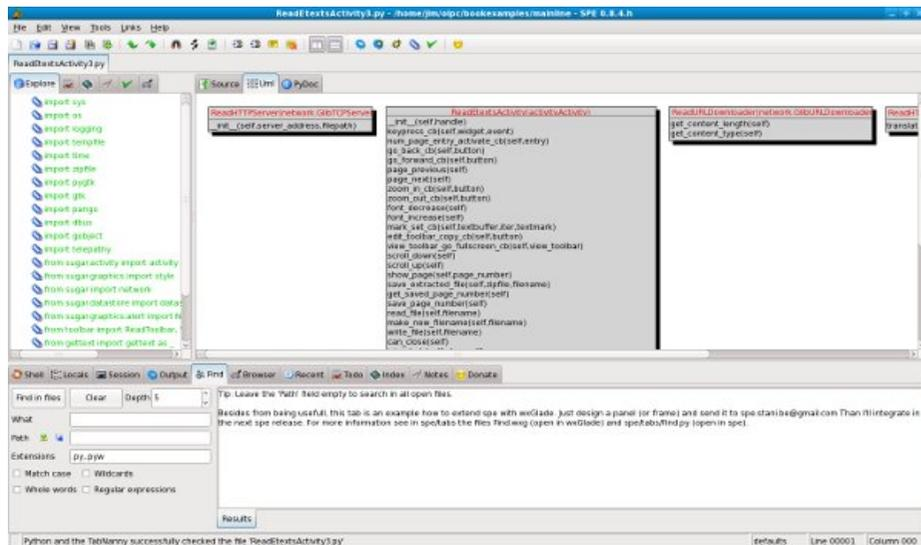 ReadEtextsActivity3.py - /home/jim/olpc/bookexamples/mainline - SPE 0.8.4.h
File Edit View Tools Links Help
ReadEtextsActivity3.py
Explore
Source Uml PyDoc
import sys
import os
import logging
import tempfile
import time
import zipfile
import pygtk
import gtk
import pango
import dbus
import gobject
import telepathy
from sugar.activity import activity
from sugar.graphics import style
from sugar import network
from sugar.datastore import datas
from sugar.graphics.alert import N
from toolbar import ReadToolbar,
from gettext import gettext as _
ReadHTTPServer(network.GlibTCPServer
__init__(self,server_address,filepath)
ReadEtextsActivity(activity.Activity)
__init__(self,handle)
keypress_cb(self,widget,event)
num_page_entry_activate_cb(self,entry)
go_back_cb(self,button)
go_forward_cb(self,button)
page_previous(self)
page_next(self)
zoom_in_cb(self,button)
zoom_out_cb(self,button)
font_decrease(self)
font_increase(self)
mark_set_cb(self,textbuffer,iter,textmark)
edit_toolbar_copy_cb(self,button)
view_toolbar_go_fullscreen_cb(self,view_toolbar)
scroll_down(self)
scroll_up(self)
show_page(self,page_number)
save_extracted_file(self,zipfile,filename)
get_saved_page_number(self)
save_page_number(self)
read_file(self,filename)
make_new_filename(self,filename)
write_file(self,filename)
can_close(self)
ReadURLDownloader(network.GlibURLDownloader
get_content_length(self)
get_content_type(self)
ReadHT
translat
Shell Locals Session Output Find Browser Recent Todo Index Notes Donate
Find in files Clear Depth 5
What
Path
Extensions .py,.pyw
Match case Wildcards
Whole words Regular expressions
Tip: Leave the 'Path' field empty to search in all open files.
Besides from being usefull, this tab is an example how to extend spe with wxGlade. Just design a panel (or frame) and send it to spe.stani.be@gmail.com Than I'll integrate in
the next spe release. For more information see in spe/tabs the files Find.wxg (open in wxGlade) and spe/tabs/Find.py (open in spe).
Results
Python and the TabNanny successfully checked the file 'ReadEtextsActivity3.py'
defaults Line 00001 Column 000